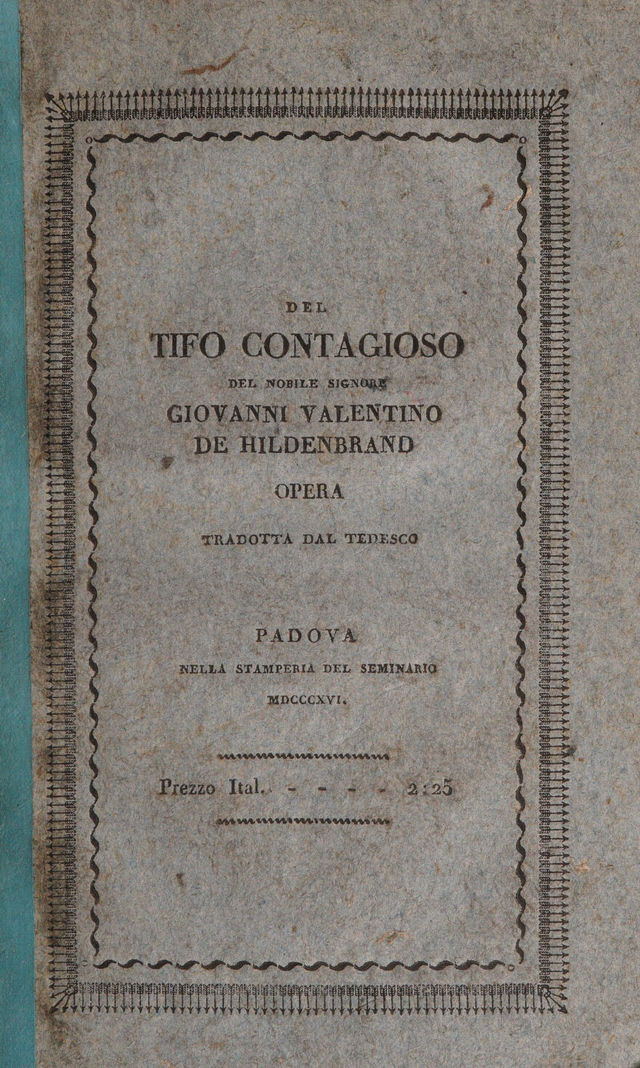 DEL
TIFO CONTAGIOSO
DEL NOBILE SIGNORE
GIOVANNI VALENTINO
DE HILDENBRAND
OPERA
TRADOTTA DAL TEDESCO
PADOVA
NELLA STAMPERIA DEL SEMINARIO
MDCCCXVI.
Prezzo Ital. - - - - 2:25